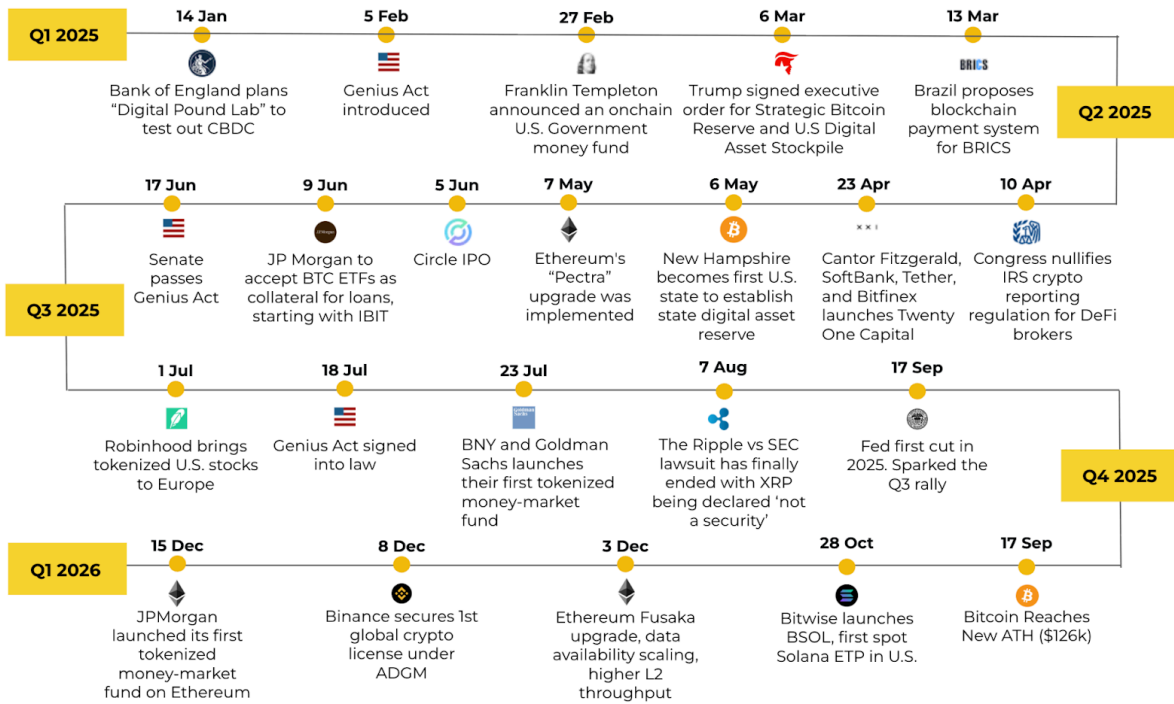 Q1 2025
14 Jan
Bank of England plans
“Digital Pound Lab” to
test out CBDC
5 Feb
Genius Act
introduced
27 Feb
Franklin Templeton
announced an onchain
U.S. Government
money fund
6 Mar
Trump signed executive
order for Strategic Bitcoin
Reserve and U.S Digital
Asset Stockpile
13 Mar
BRICS
Brazil proposes
blockchain
payment system
for BRICS
Q2 2025
17 Jun
Senate
passes
Genius Act
9 Jun
JP Morgan to
accept BTC ETFs as
collateral for loans,
starting with IBIT
5 Jun
Circle IPO
7 May
Ethereum's
“Pectra”
upgrade was
implemented
6 May
New Hampshire
becomes first U.S.
state to establish
state digital asset
reserve
23 Apr
X X I
Cantor Fitzgerald,
SoftBank, Tether,
and Bitfinex
launches Twenty
One Capital
10 Apr
Congress nullifies
IRS crypto
reporting
regulation for DeFi
brokers
Q3 2025
1 Jul
Robinhood brings
tokenized U.S. stocks
to Europe
18 Jul
Genius Act signed
into law
23 Jul
Goldman
Sachs
BNY and Goldman
Sachs launches
their first tokenized
money-market
fund
7 Aug
The Ripple vs SEC
lawsuit has finally
ended with XRP
being declared ‘not
a security’
17 Sep
Fed first cut in
2025. Sparked the
Q3 rally
Q4 2025
Q1 2026
15 Dec
JPMorgan
launched its first
tokenized
money-market
fund on Ethereum
8 Dec
Binance secures 1st
global crypto
license under
ADGM
3 Dec
Ethereum Fusaka
upgrade, data
availability scaling,
higher L2
throughput
28 Oct
Bitwise launches
BSOL, first spot
Solana ETP in U.S.
17 Sep
Bitcoin Reaches
New ATH ($126k)